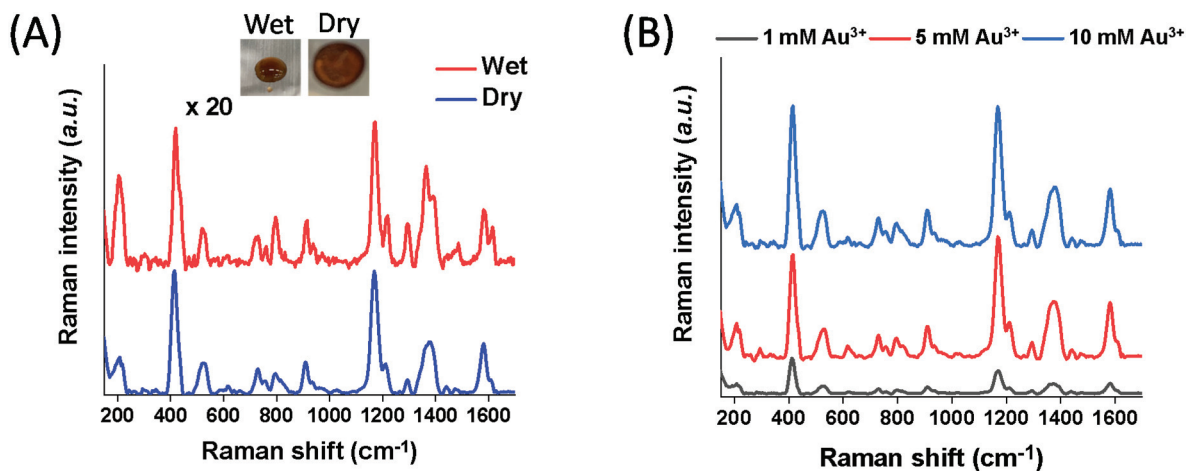 (A)
Wet Dry
x 20
Wet
Dry
Raman intensity (a.u.)
200 400 600 800 1000 1200 1400 1600
Raman shift (cm⁻¹)
(B)
1 mM Au³⁺ 5 mM Au³⁺ 10 mM Au³⁺
Raman intensity (a.u.)
200 400 600 800 1000 1200 1400 1600
Raman shift (cm⁻¹)